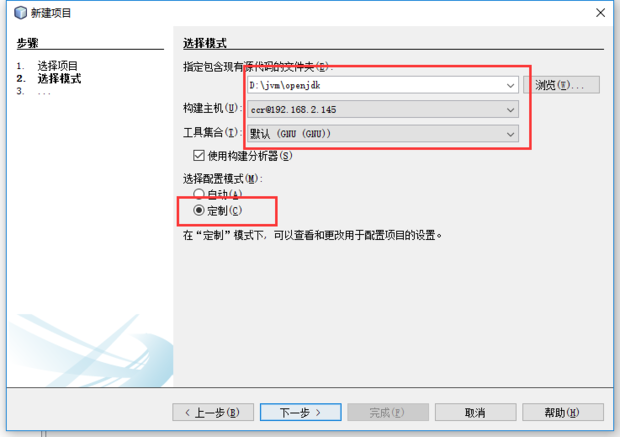 新建项目
步骤
1. 选择项目
2. 选择模式
3. ...
选择模式
指定包含现有源代码的文件夹(E):
D:\jvm\openjdk
浏览(W)...
构建主机(U):
ccr@192.168.2.145
工具集合(I):
默认 (GNU (GNU))
使用构建分析器(S)
选择配置模式(M):
自动(A)
定制(C)
在“定制”模式下, 可以查看和更改用于配置项目的设置。
< 上一步(B)
下一步 >
完成(F)
取消
帮助(H)